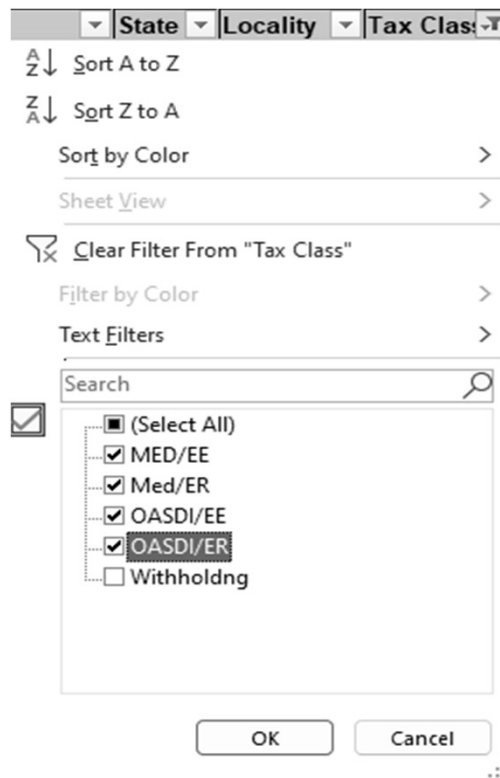 State Locality Tax Clas
Sort A to Z
Sort Z to A
Sort by Color
Sheet View
Clear Filter From "Tax Class"
Filter by Color
Text Filters
Search
(Select All)
MED/EE
Med/ER
OASDI/EE
OASDI/ER
Withholdng
OK Cancel